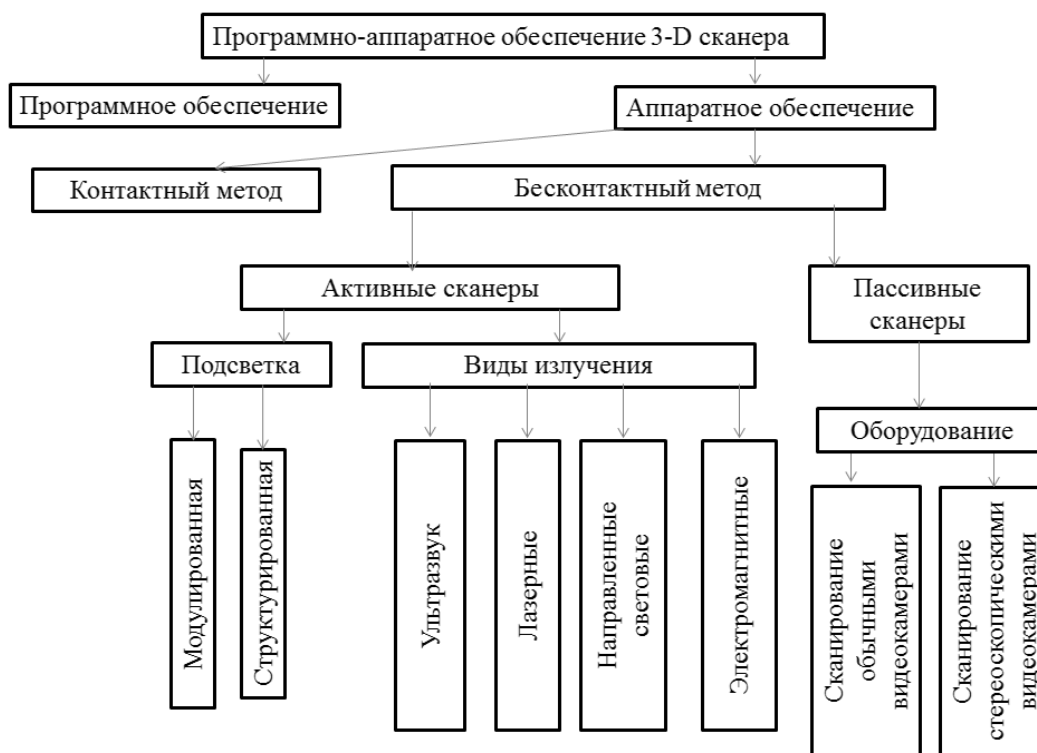 Программно-аппаратное обеспечение 3-D сканера
Программное обеспечение
Аппаратное обеспечение
Контактный метод
Бесконтактный метод
Активные сканеры
Пассивные
сканеры
Подсветка
Виды излучения
Оборудование
Модулированная
Структурированная
Ультразвук
Лазерные
Направленные
световые
Электромагнитные
Сканирование
обычными
видеокамерами
Сканирование
стереоскопическими
видеокамерами